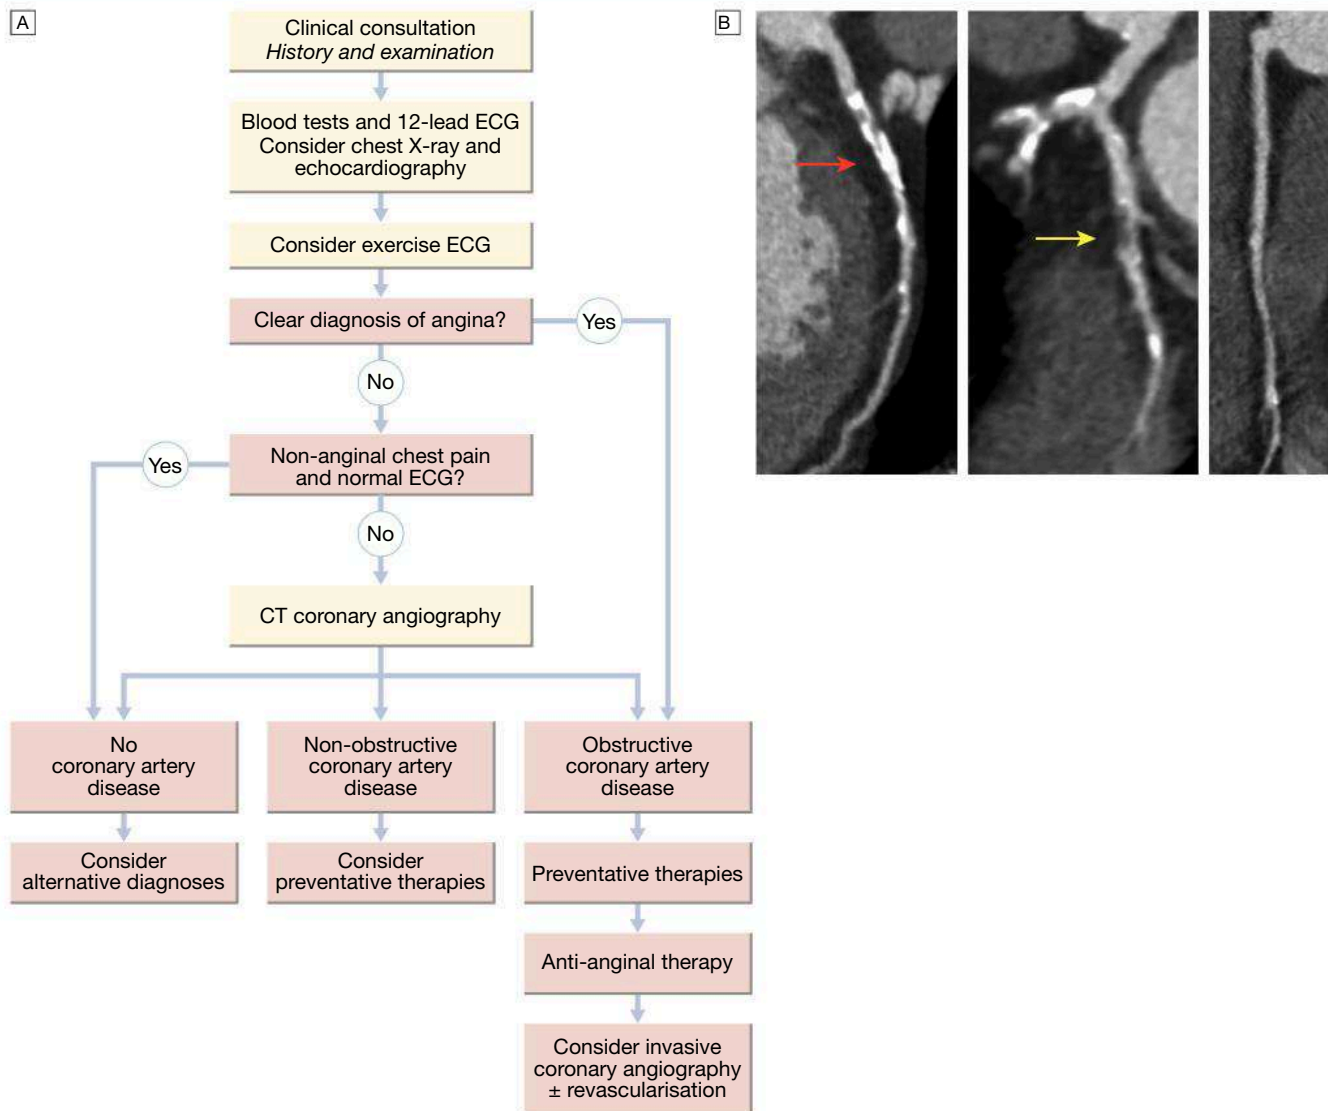 A
Clinical consultation
History and examination
Blood tests and 12-lead ECG
Consider chest X-ray and
echocardiography
Consider exercise ECG
Clear diagnosis of angina?
Yes
No
Non-anginal chest pain
and normal ECG?
Yes
No
CT coronary angiography
No
coronary artery
disease
Non-obstructive
coronary artery
disease
Obstructive
coronary artery
disease
Consider
alternative diagnoses
Consider
preventative therapies
Preventative therapies
Anti-anginal therapy
Consider invasive
coronary angiography
± revascularisation
B